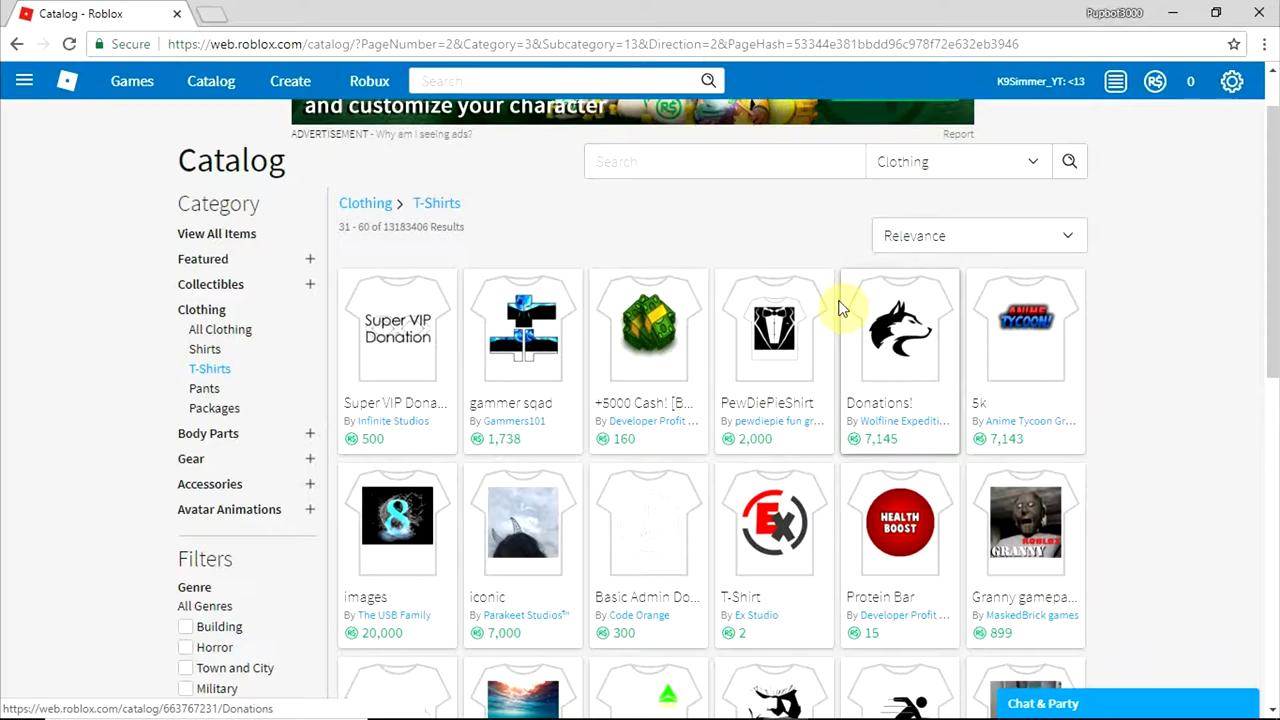 Catalog - Roblox
Pupbot3000
Secure
https://web.roblox.com/catalog/?PageNumber=2&Category=3&Subcategory=13&Direction=2&PageHash=53344e381bbdd96c978f72e632eb3946
Games Catalog Create Robux Search K9Simmer_YT: <13 0
and customize your character
ADVERTISEMENT - Why am I seeing ads? Report
Catalog
Search
Clothing
Category
Clothing > T-Shirts
31 - 60 of 13183406 Results
Relevance
View All Items
Featured +
Collectibles +
Clothing
All Clothing
Shirts
T-Shirts
Pants
Packages
Body Parts +
Gear +
Accessories +
Avatar Animations +
Filters
Genre
All Genres
Building
Horror
Town and City
Military
Super VIP
Donation
ANIME
TYCOON!
Super VIP Dona... gammer sqad +5000 Cash! [B... PewDiePieShirt Donations! 5k
By Infinite Studios By Gammers101 By Developer Profit ... By pewdiepie fun gr... By Wolfline Expediti... By Anime Tycoon Gr...
500 1,738 160 2,000 7,145 7,143
8
Ex
HEALTH
BOOST
ROBLOX
GRANNY
images iconic Basic Admin Do... T-Shirt Protein Bar Granny gamepa...
By The USB Family By Parakeet Studios™ By Code Orange By Ex Studio By Developer Profit ... By MaskedBrick games
20,000 7,000 300 2 15 899
https://web.roblox.com/catalog/663767231/Donations
Chat & Party